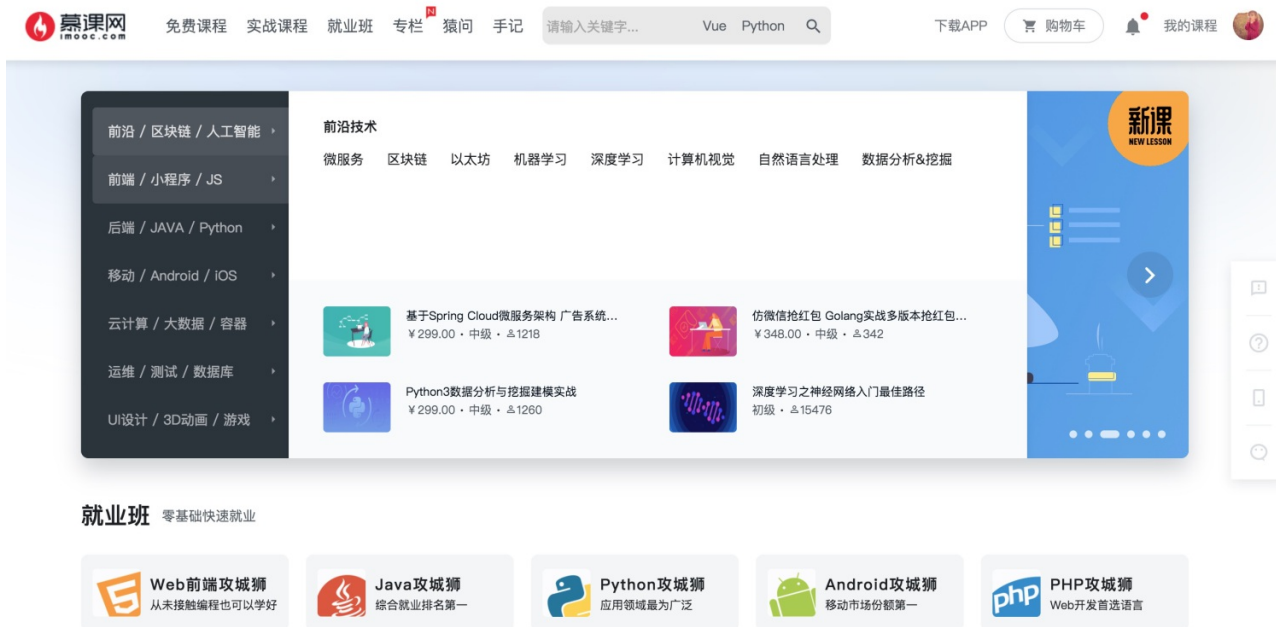 慕课网
imooc.com
免费课程 实战课程 就业班 专栏 N 猿问 手记 请输入关键字... Vue Python 下载APP 购物车 我的课程
前沿 / 区块链 / 人工智能
前端 / 小程序 / JS
后端 / JAVA / Python
移动 / Android / iOS
云计算 / 大数据 / 容器
运维 / 测试 / 数据库
UI设计 / 3D动画 / 游戏
前沿技术
微服务 区块链 以太坊 机器学习 深度学习 计算机视觉 自然语言处理 数据分析&挖掘
基于Spring Cloud微服务架构 广告系统...
¥299.00 · 中级 · 1218
仿微信抢红包 Golang实战多版本抢红包...
¥348.00 · 中级 · 342
Python3数据分析与挖掘建模实战
¥299.00 · 中级 · 1260
深度学习之神经网络入门最佳路径
初级 · 15476
新课
NEW LESSON
就业班 零基础快速就业
Web前端攻城狮
从未接触编程也可以学好
Java攻城狮
综合就业排名第一
Python攻城狮
应用领域最为广泛
Android攻城狮
移动市场份额第一
php
PHP攻城狮
Web开发首选语言